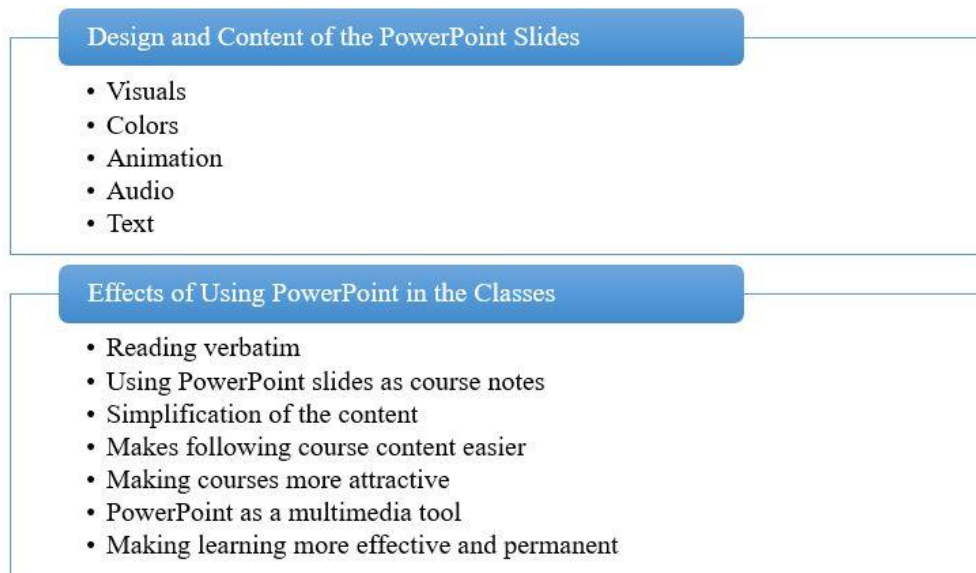 Design and Content of the PowerPoint Slides
• Visuals
• Colors
• Animation
• Audio
• Text
Effects of Using PowerPoint in the Classes
• Reading verbatim
• Using PowerPoint slides as course notes
• Simplification of the content
• Makes following course content easier
• Making courses more attractive
• PowerPoint as a multimedia tool
• Making learning more effective and permanent